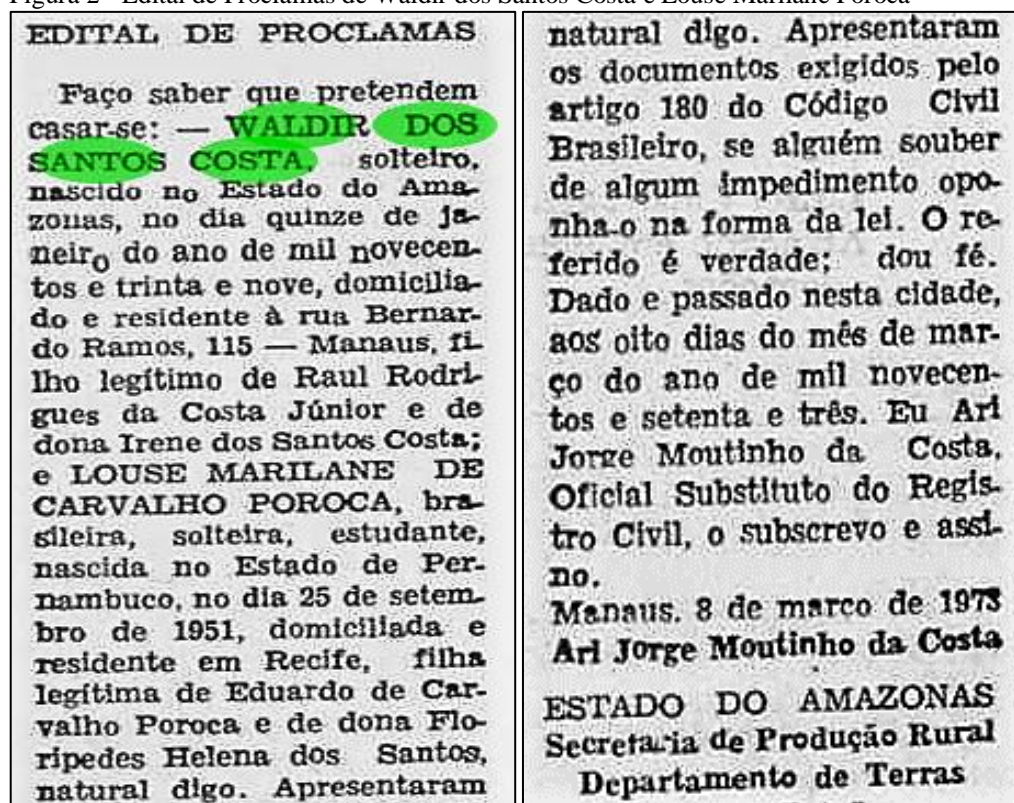 Figura 2 - Edital de Proclamas de Waldir dos Santos Costa e Louse Marilane Poroca
EDITAL DE PROCLAMAS
Faço saber que pretendem
casar-se: — WALDIR DOS
SANTOS COSTA, solteiro,
nascido no Estado do Ama-
zonas, no dia quinze de ja-
neiro do ano de mil novecen-
tos e trinta e nove, domicilia-
do e residente à rua Bernar-
do Ramos, 115 — Manaus, fi-
lho legítimo de Raul Rodri-
gues da Costa Júnior e de
dona Irene dos Santos Costa;
e LOUSE MARILANE DE
CARVALHO POROCA, bra-
sileira, solteira, estudante,
nascida no Estado de Per-
nambuco, no dia 25 de setem-
bro de 1951, domiciliada e
residente em Recife, filha
legítima de Eduardo de Car-
valho Poroca e de dona Flo-
ripedes Helena dos Santos,
natural digo. Apresentaram
natural digo. Apresentaram
os documentos exigidos pelo
artigo 180 do Código Civil
Brasileiro, se alguém souber
de algum impedimento opo-
nha-o na forma da lei. O re-
ferido é verdade; dou fé.
Dado e passado nesta cidade,
aos oito dias do mês de mar-
ço do ano de mil novecen-
tos e setenta e três. Eu Ari
Jorge Moutinho da Costa,
Oficial Substituto do Regis-
tro Civil, o subscrevo e assi-
no.
Manaus. 8 de marco de 1973
Ari Jorge Moutinho da Costa
ESTADO DO AMAZONAS
Secretaria de Produção Rural
Departamento de Terras